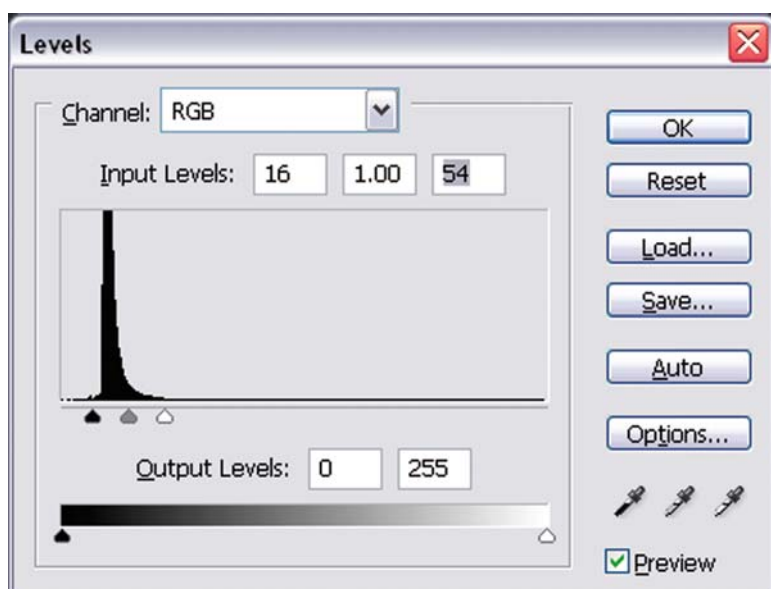 Levels
Channel: RGB
Input Levels: 16 1.00 54
Output Levels: 0 255
OK
Reset
Load...
Save...
Auto
Options...
Preview